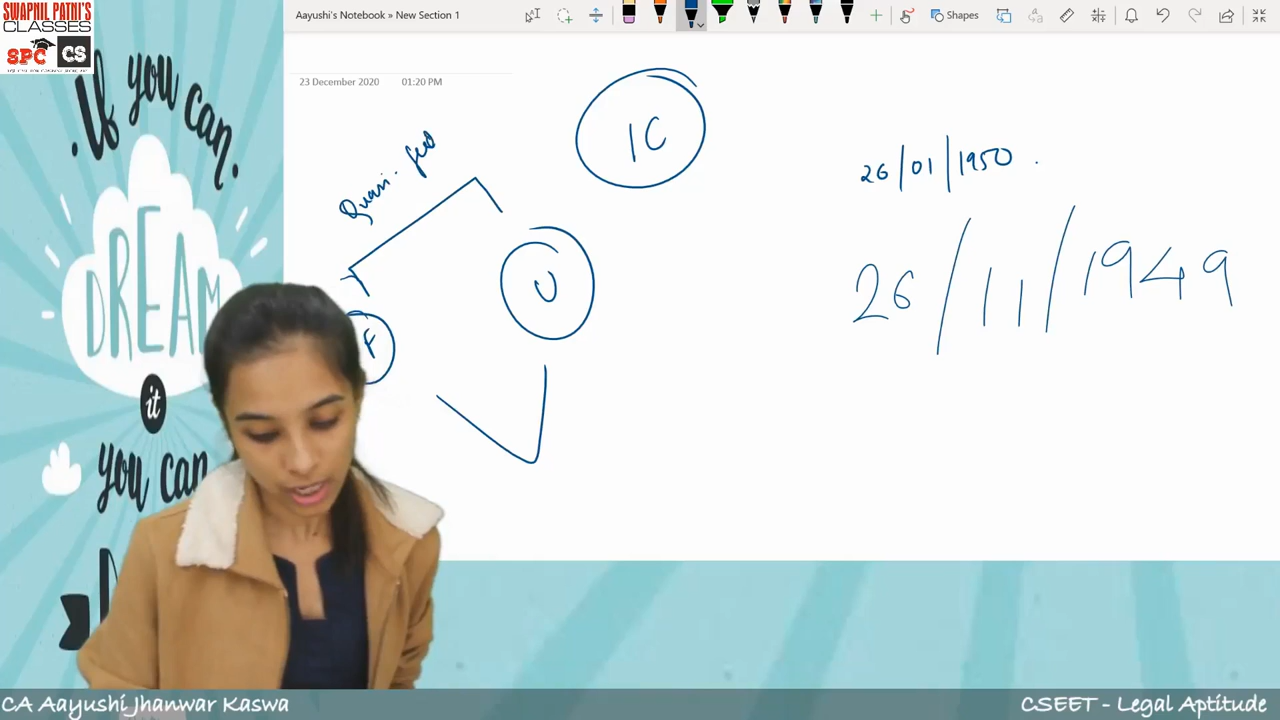 SWAPNIL PATNI'S
CLASSES
SPC CS
.If you can.
DREAM
it
you can
Aayushi's Notebook » New Section 1
Shapes
23 December 2020 01:20 PM
IC
Quasi. fed
F
U
26/01/1950.
26/11/1949
CA Aayushi Jhanwar Kaswa
CSEET - Legal Aptitude